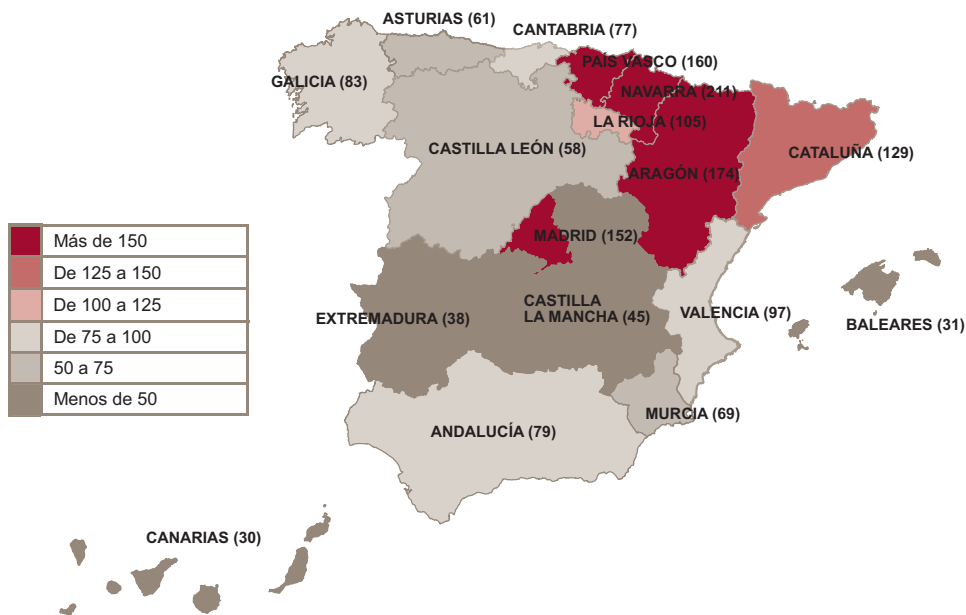 ASTURIAS (61)
CANTABRIA (77)
PAÍS VASCO (160)
GALICIA (83)
NAVARRA (211)
LA RIOJA (105)
CASTILLA LEÓN (58)
CATALUÑA (129)
ARAGÓN (174)
MADRID (152)
Más de 150
De 125 a 150
De 100 a 125
De 75 a 100
50 a 75
Menos de 50
EXTREMADURA (38)
CASTILLA
LA MANCHA (45)
VALENCIA (97)
BALEARES (31)
MURCIA (69)
ANDALUCÍA (79)
CANARIAS (30)